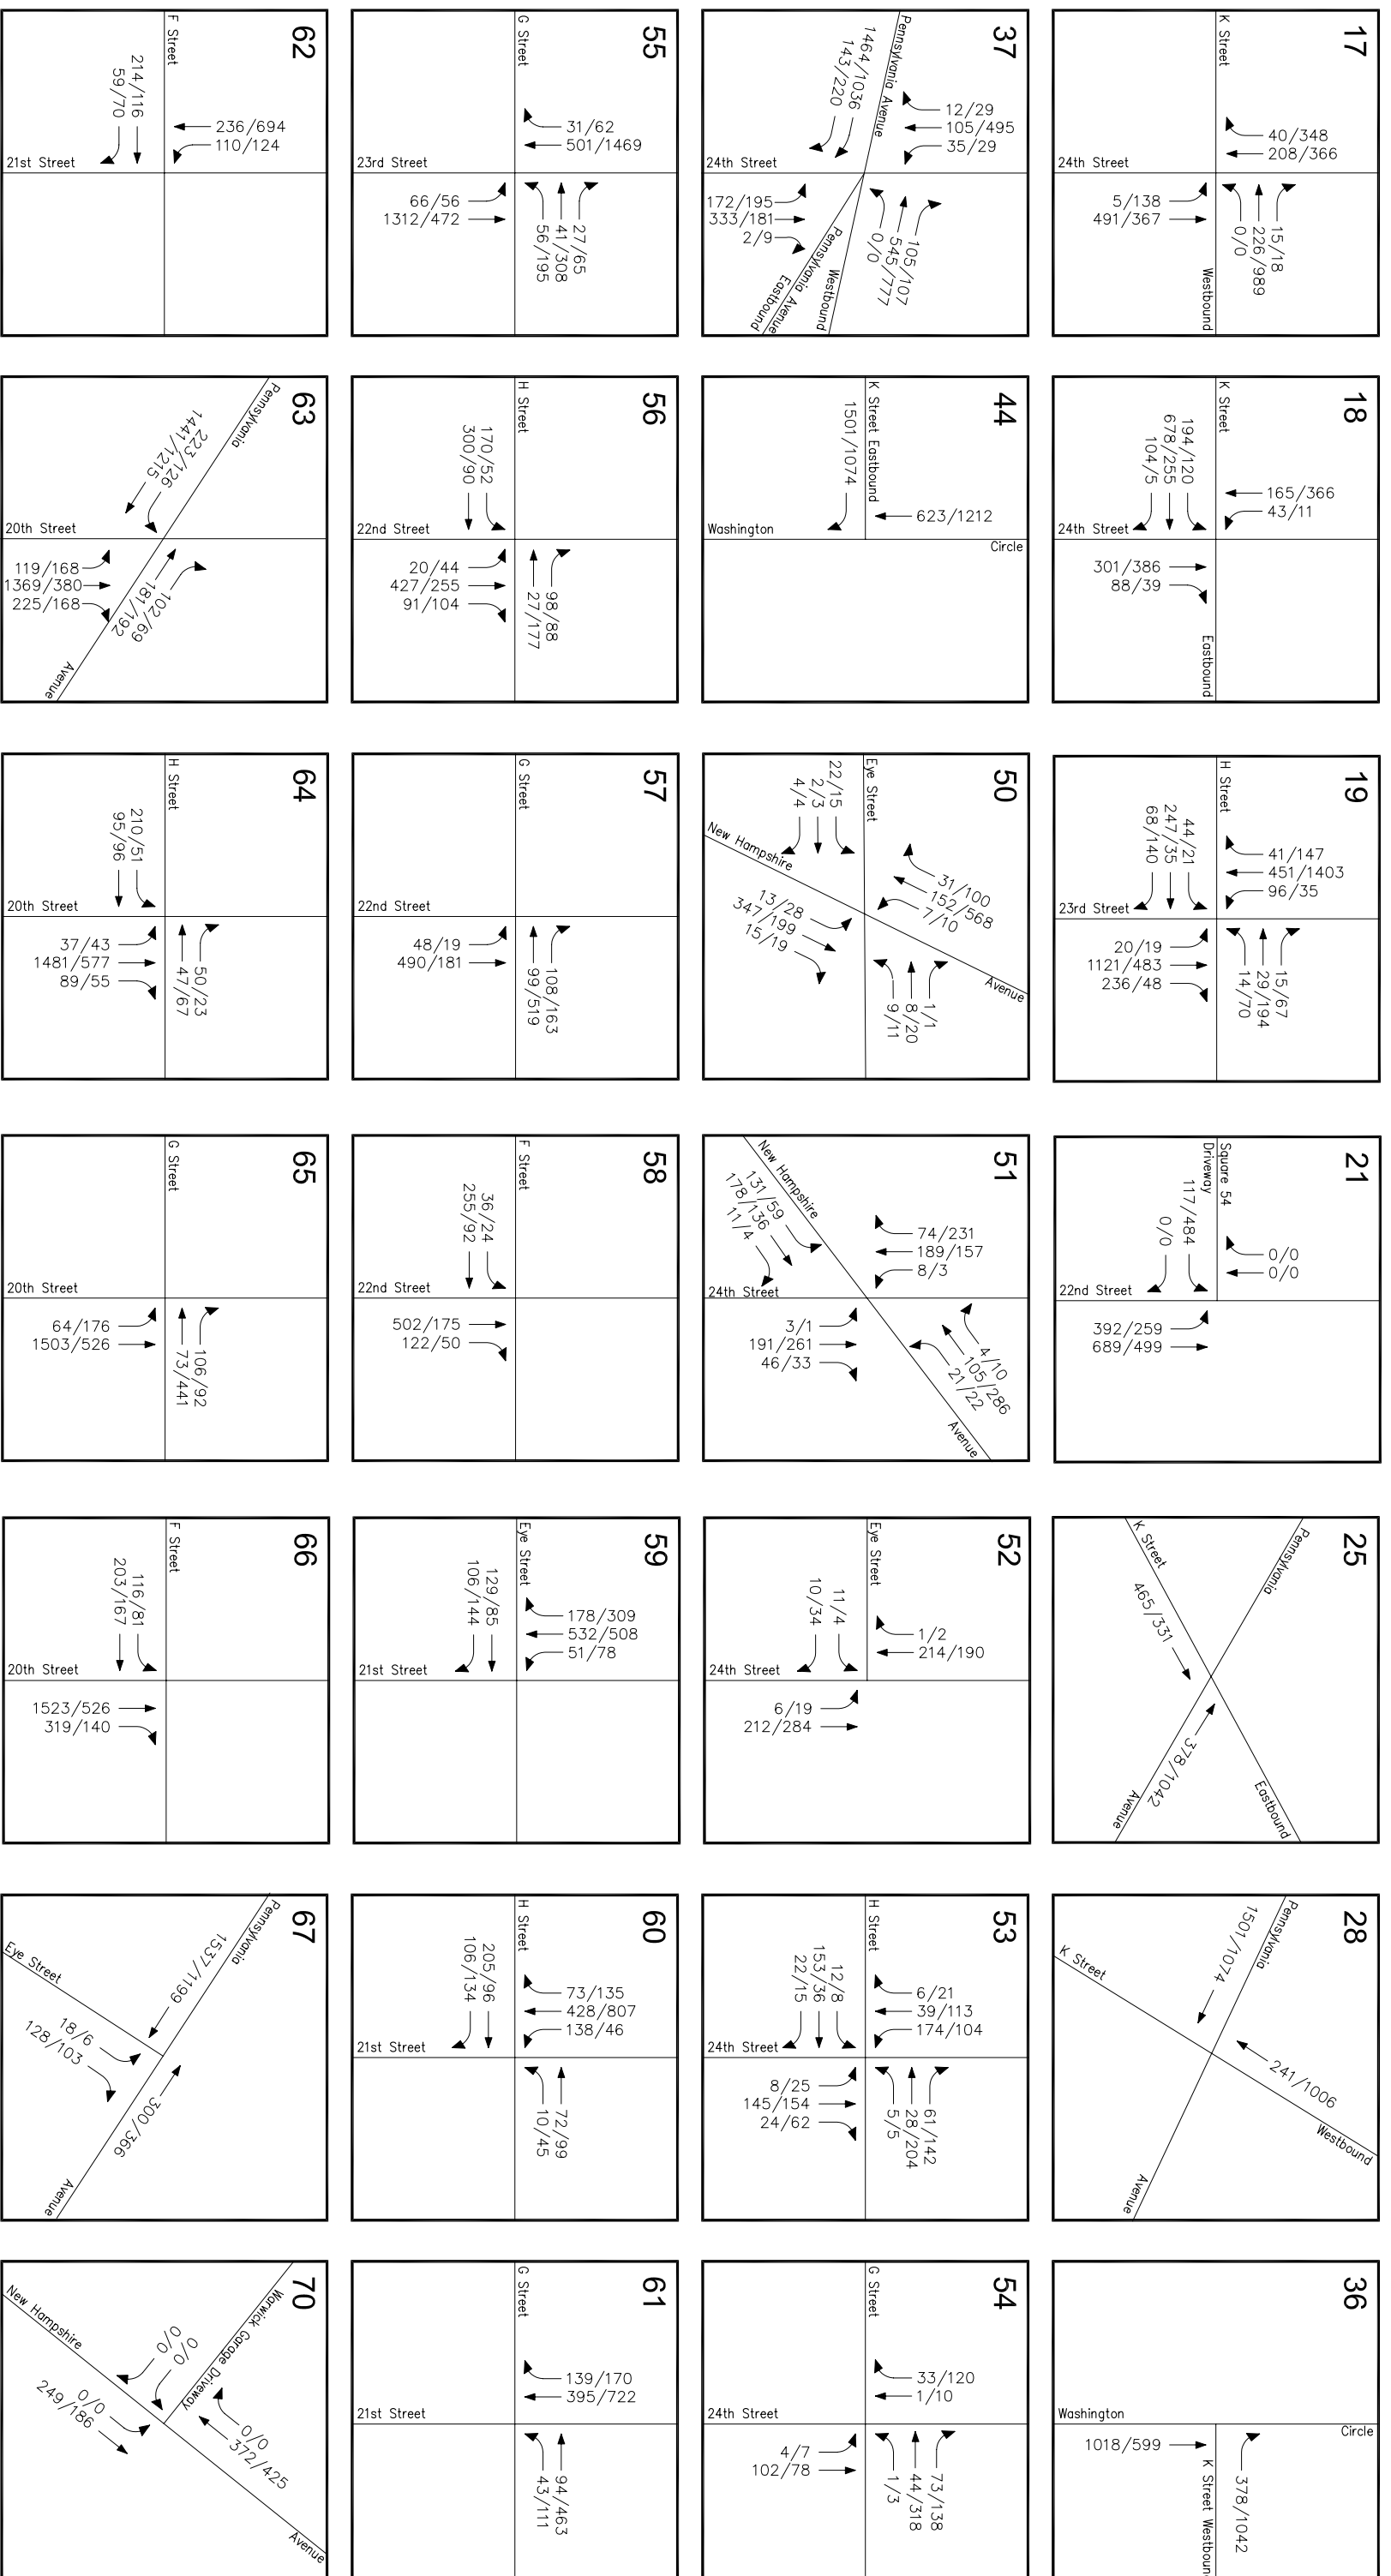 62
F Street
214/116
59/70
236/694
110/124
21st Street
55
G Street
31/62
501/1469
23rd Street
66/56
1312/472
27/65
41/308
56/195
37
Pennsylvania Avenue
1464/1036
143/220
12/29
105/495
35/29
24th Street
172/195
333/181
2/9
105/107
545/777
0/0
Pennsylvania Avenue
Eastbound
Westbound
17
K Street
40/348
208/366
24th Street
5/138
491/367
15/18
226/989
0/0
Westbound
63
Pennsylvania
223/126
1441/1215
20th Street
119/168
1369/380
225/168
102/69
181/192
Avenue
56
H Street
170/52
300/90
22nd Street
20/44
427/255
91/104
98/88
27/177
44
K Street Eastbound
1501/1074
623/1212
Washington
Circle
18
K Street
194/120
678/255
104/5
165/366
43/11
24th Street
301/386
88/39
Eastbound
64
H Street
210/51
95/96
20th Street
37/43
1481/577
89/55
50/23
47/67
57
G Street
22nd Street
48/19
490/181
108/163
99/519
50
Eye Street
22/15
2/3
4/4
New Hampshire
31/100
152/568
7/10
13/28
347/199
15/19
1/1
8/20
9/11
Avenue
19
H Street
44/21
247/35
68/140
41/147
451/1403
96/35
23rd Street
20/19
1121/483
236/48
15/67
29/194
14/70
65
G Street
20th Street
64/176
1503/526
106/92
73/441
58
F Street
36/24
255/92
22nd Street
502/175
122/50
51
New Hampshire
131/59
178/136
11/4
74/231
189/157
8/3
24th Street
3/1
191/261
46/33
4/10
105/286
21/22
Avenue
21
Square 54
Driveway
117/484
0/0
0/0
0/0
22nd Street
392/259
689/499
66
F Street
116/81
203/167
20th Street
1523/526
319/140
59
Eye Street
129/85
106/144
178/309
532/508
51/78
21st Street
52
Eye Street
11/4
10/34
1/2
214/190
24th Street
6/19
212/284
25
K Street
Pennsylvania
465/331
378/1042
Avenue
Eastbound
67
Pennsylvania
1537/1199
Eye Street
18/6
128/103
300/366
Avenue
60
H Street
205/96
106/134
73/135
428/807
138/46
21st Street
72/99
10/45
53
H Street
12/8
153/36
22/15
6/21
39/113
174/104
24th Street
8/25
145/154
24/62
61/142
28/204
5/5
28
Pennsylvania
1501/1074
K Street
241/1006
Westbound
Avenue
70
New Hampshire
Warwick Garage Driveway
0/0
0/0
0/0
249/186
0/0
372/425
Avenue
61
G Street
139/170
395/722
21st Street
94/463
43/111
54
G Street
33/120
1/10
24th Street
4/7
102/78
73/138
44/318
1/3
36
Washington
Circle
1018/599
378/1042
K Street Westboun